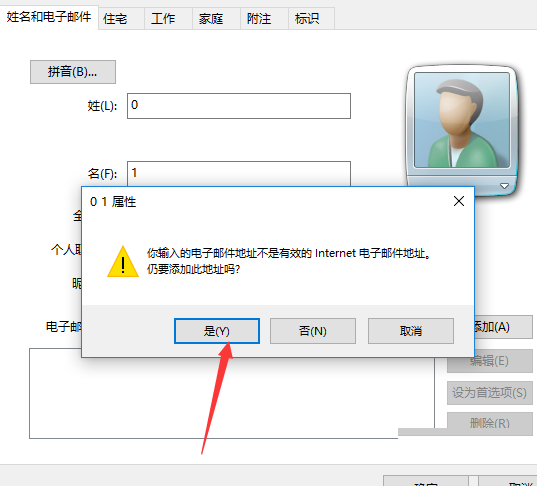 姓名和电子邮件 住宅 工作 家庭 附注 标识
拼音(B)...
姓(L): 0
名(F): 1
0 1 属性
你输入的电子邮件地址不是有效的 Internet 电子邮件地址。
仍要添加此地址吗?
个人
电子
是(Y) 否(N) 取消
添加(A)
编辑(E)
设为首选项(S)
删除(R)
确定 取消